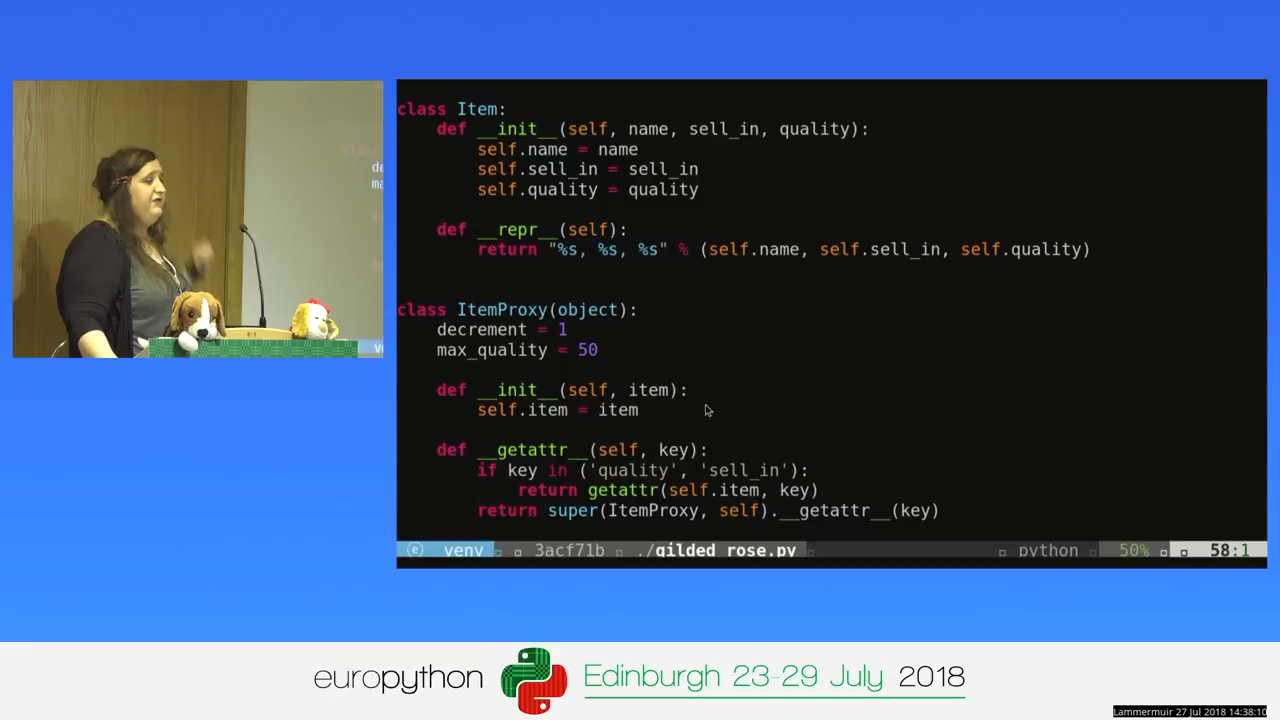 class Item:
def __init__(self, name, sell_in, quality):
self.name = name
self.sell_in = sell_in
self.quality = quality
def __repr__(self):
return "%s, %s, %s" % (self.name, self.sell_in, self.quality)
class ItemProxy(object):
decrement = 1
max_quality = 50
def __init__(self, item):
self.item = item
def __getattr__(self, key):
if key in ('quality', 'sell_in'):
return getattr(self.item, key)
return super(ItemProxy, self).__getattr__(key)
venv 3acf71b ./gilded_rose.py python 50% 58:1
europython Edinburgh 23-29 July 2018
Lammermuir 27 Jul 2018 14:38:10